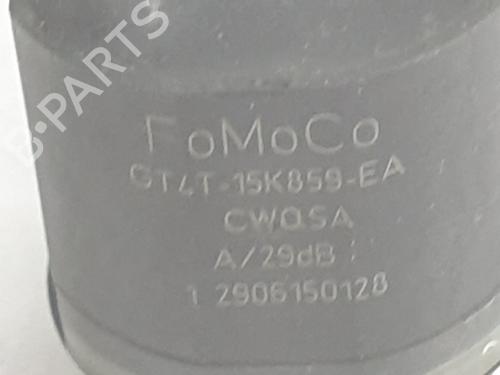 B-PARTS
FoMoCo
GT4T-15K859-EA
CWQSA
A/29dB
1 2906150128